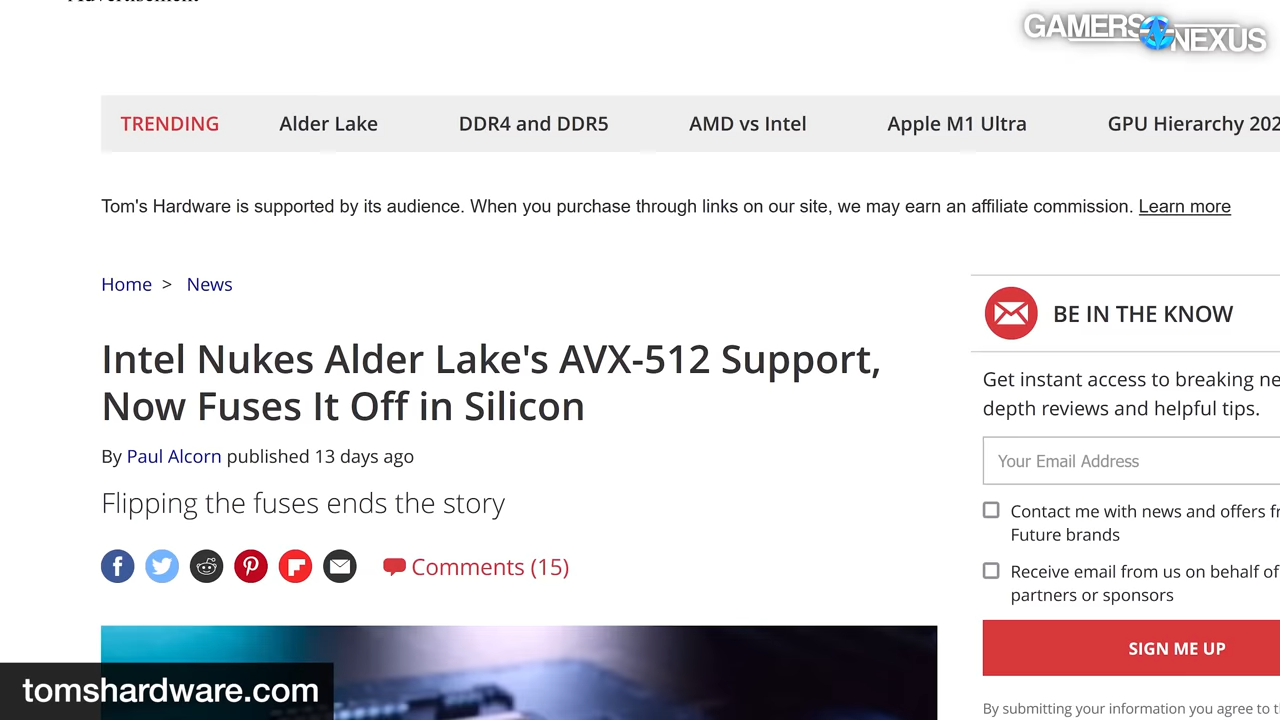 GAMERS NEXUS
TRENDING Alder Lake DDR4 and DDR5 AMD vs Intel Apple M1 Ultra GPU Hierarchy
Tom's Hardware is supported by its audience. When you purchase through links on our site, we may earn an affiliate commission. Learn more
Home > News
Intel Nukes Alder Lake's AVX-512 Support,
Now Fuses It Off in Silicon
By Paul Alcorn published 13 days ago
Flipping the fuses ends the story
Comments (15)
BE IN THE KNOW
Get instant access to breaking
depth reviews and helpful tips.
Your Email Address
Contact me with news and offers
Future brands
Receive email from us on behalf of
partners or sponsors
SIGN ME UP
By submitting your information you agree to
tomshardware.com